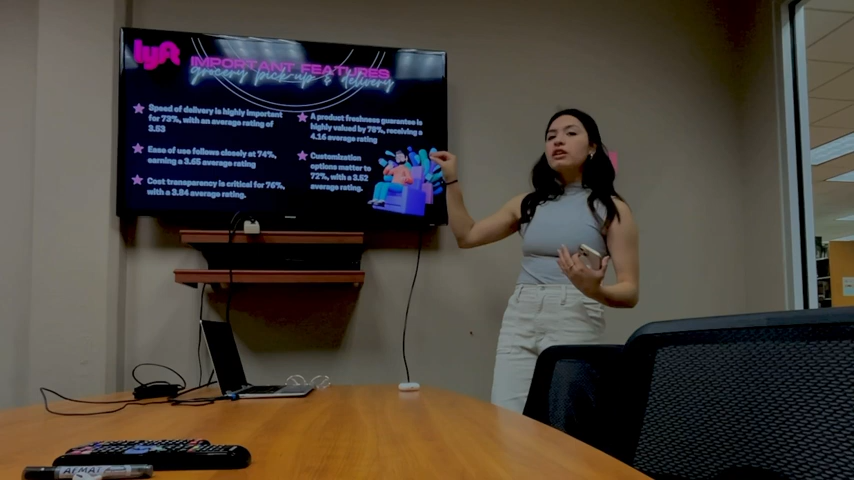 lyft
IMPORTANT FEATURES
grocery pick-up & delivery
Speed of delivery is highly important
for 73%, with an average rating of
3.53
Ease of use follows closely at 74%,
earning a 3.65 average rating
Cost transparency is critical for 76%,
with a 3.84 average rating.
A product freshness guarantee is
highly valued by 78%, receiving a
4.16 average rating
Customization
options matter to
72%, with a 3.52
average rating.